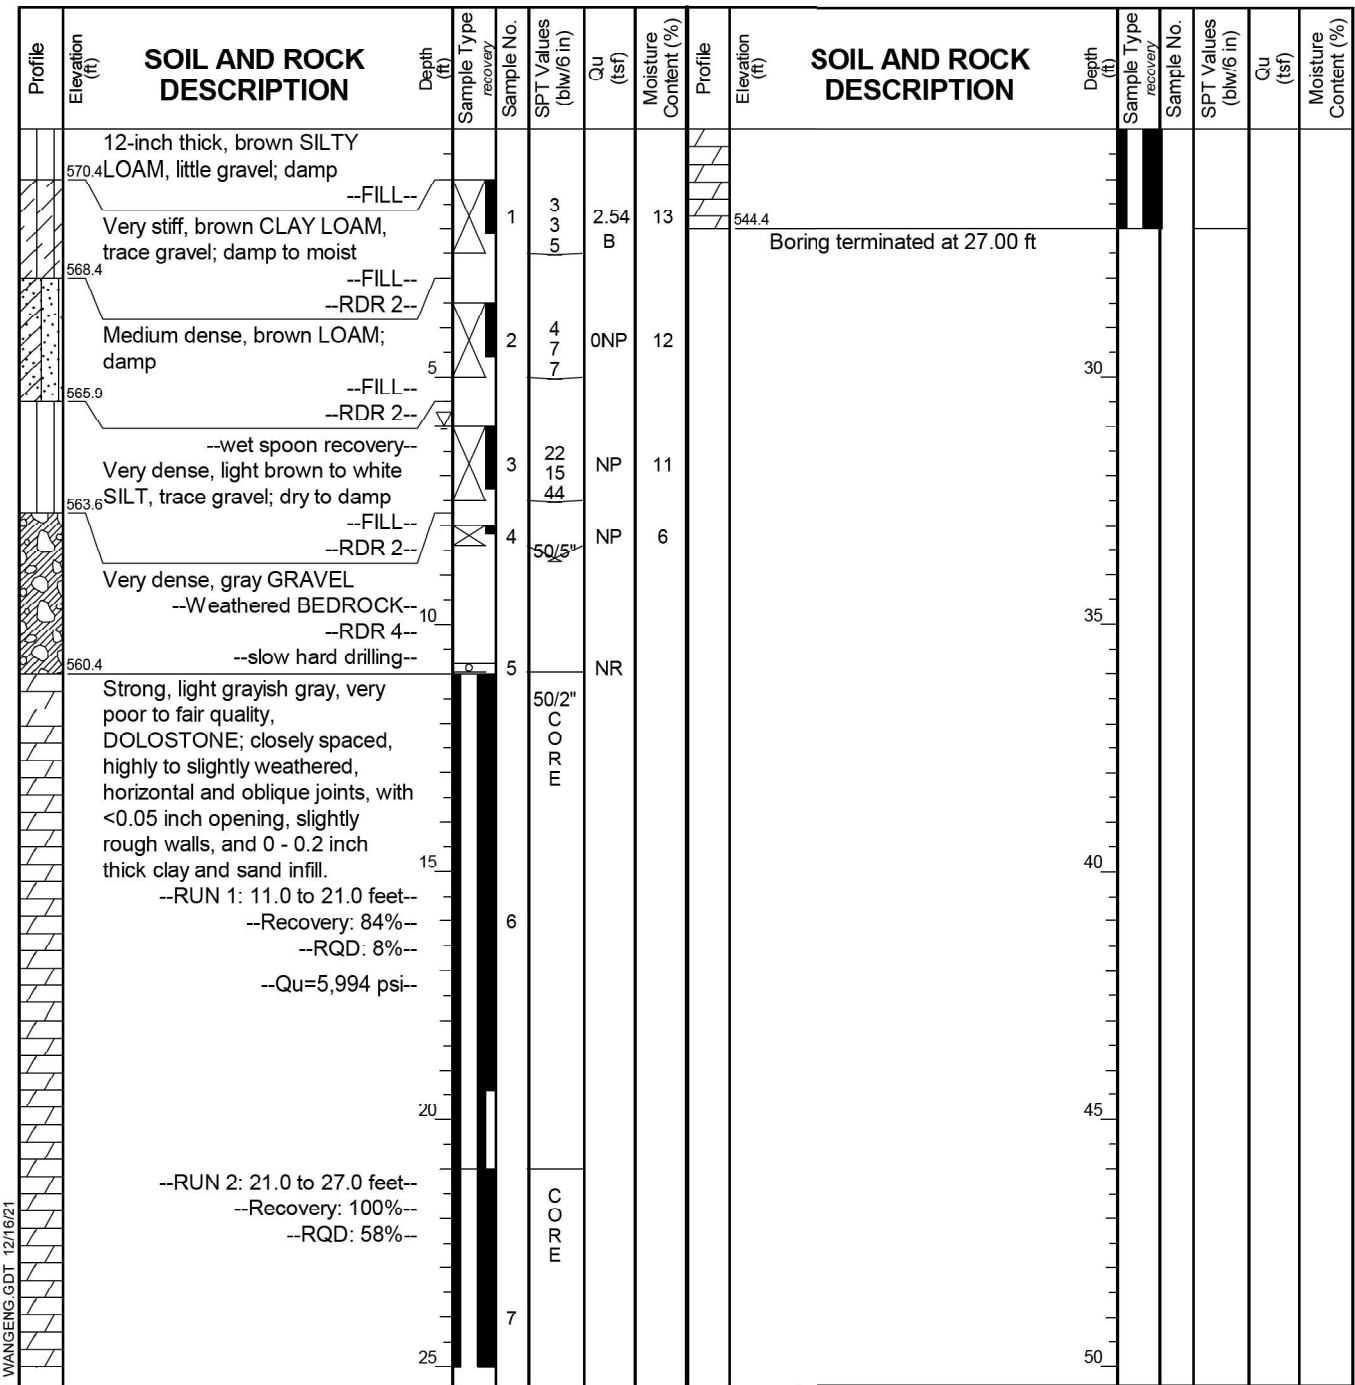 Profile
Elevation
(ft)
SOIL AND ROCK
DESCRIPTION
Depth
(ft)
Sample Type
recovery
Sample No.
SPT Values
(blw/6 in)
Qu
(tsf)
Moisture
Content (%)
Profile
Elevation
(ft)
SOIL AND ROCK
DESCRIPTION
Depth
(ft)
Sample Type
recovery
Sample No.
SPT Values
(blw/6 in)
Qu
(tsf)
Moisture
Content (%)
12-inch thick, brown SILTY
570.4 LOAM, little gravel; damp
--FILL--
Very stiff, brown CLAY LOAM,
trace gravel; damp to moist
1
3
3
5
2.54
B
13
568.4
--FILL--
--RDR 2--
Medium dense, brown LOAM;
damp
5
2
4
7
7
0NP
12
565.9
--FILL--
--RDR 2--
--wet spoon recovery--
Very dense, light brown to white
SILT, trace gravel; dry to damp
3
22
15
44
NP
11
563.6
--FILL--
--RDR 2--
4
50/5"
NP
6
Very dense, gray GRAVEL
--Weathered BEDROCK--
10
--RDR 4--
--slow hard drilling--
560.4
5
NR
50/2"
Strong, light grayish gray, very
poor to fair quality,
DOLOSTONE; closely spaced,
highly to slightly weathered,
horizontal and oblique joints, with
<0.05 inch opening, slightly
rough walls, and 0 - 0.2 inch
thick clay and sand infill.
C
O
R
E
15
--RUN 1: 11.0 to 21.0 feet--
--Recovery: 84%--
6
--RQD: 8%--
--Qu=5,994 psi--
20
--RUN 2: 21.0 to 27.0 feet--
--Recovery: 100%--
--RQD: 58%--
C
O
R
E
7
25
544.4
Boring terminated at 27.00 ft
30
35
40
45
50
WANGENG.GDT 12/16/21